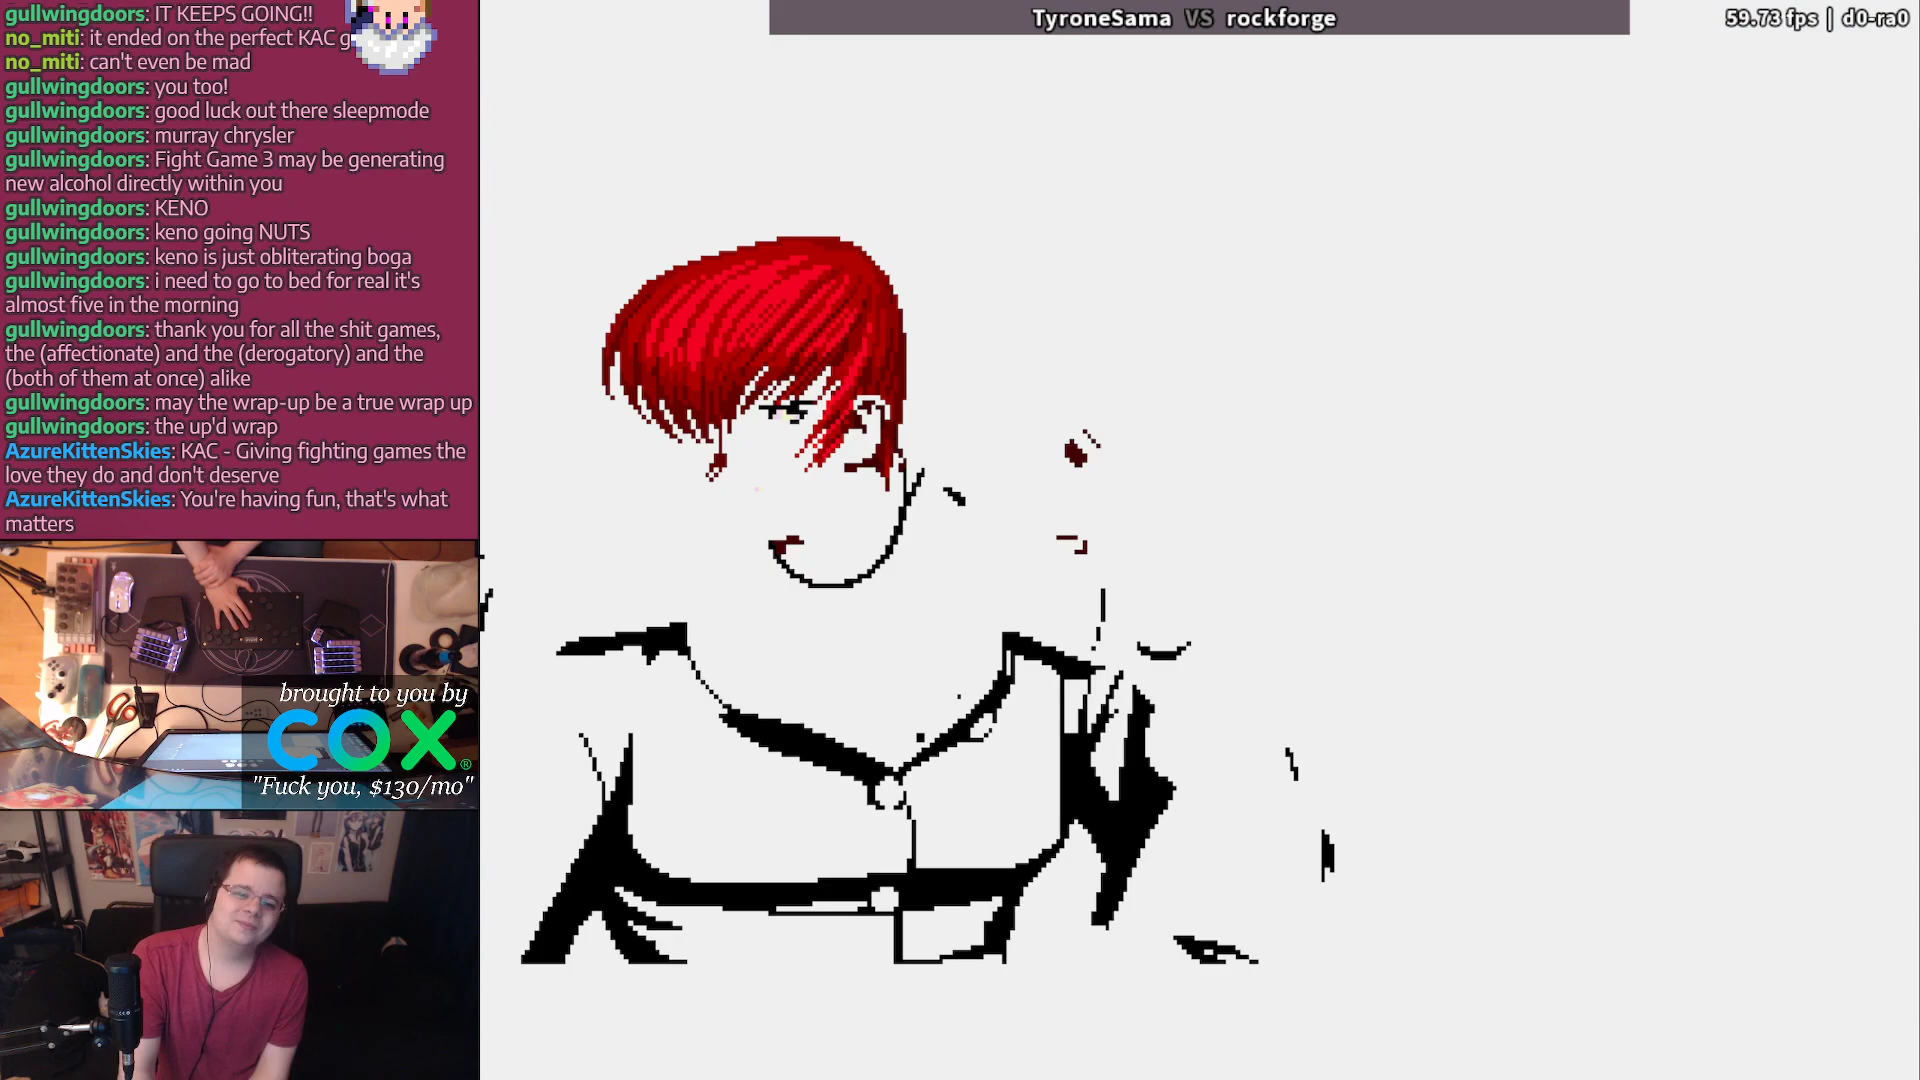 gullwingdoors: IT KEEPS GOING!!
no_miti: it ended on the perfect KAC g
no_miti: can't even be mad
gullwingdoors: you too!
gullwingdoors: good luck out there sleepmode
gullwingdoors: murray chrysler
gullwingdoors: Fight Game 3 may be generating
new alcohol directly within you
gullwingdoors: KENO
gullwingdoors: keno going NUTS
gullwingdoors: keno is just obliterating boga
gullwingdoors: i need to go to bed for real it's
almost five in the morning
gullwingdoors: thank you for all the shit games,
the (affectionate) and the (derogatory) and the
(both of them at once) alike
gullwingdoors: may the wrap-up be a true wrap up
gullwingdoors: the up'd wrap
AzureKittenSkies: KAC - Giving fighting games the
love they do and don't deserve
AzureKittenSkies: You're having fun, that's what
matters
brought to you by
COX®
"Fuck you, $130/mo"
TyroneSama VS rockforge
59.73 fps | d0-ra0